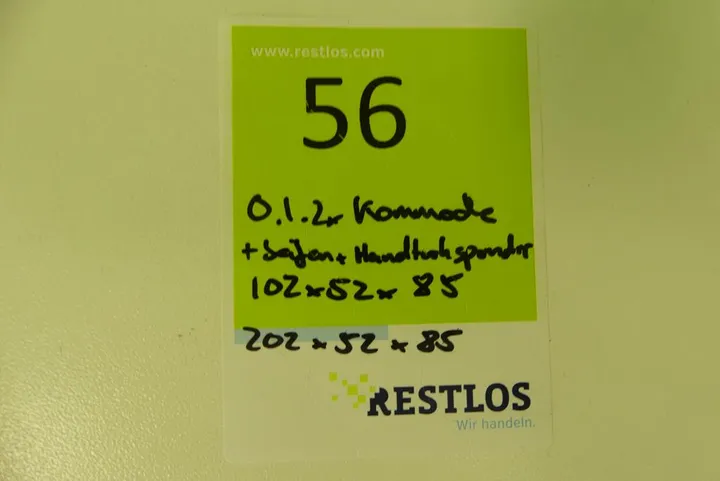 www.restlos.com
56
0.1.2x Kommode
+ Seifen + Handtuchspender
102 x 52 x 85
202 x 52 x 85
RESTLOS
Wir handeln.